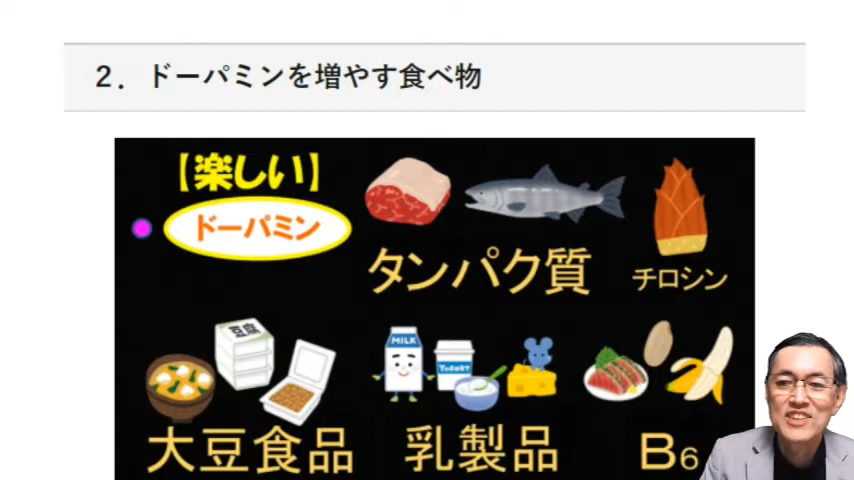 2．ドーパミンを増やす食べ物
【楽しい】
ドーパミン
タンパク質
チロシン
豆腐
MILK
YOGURT
大豆食品
乳製品
B6